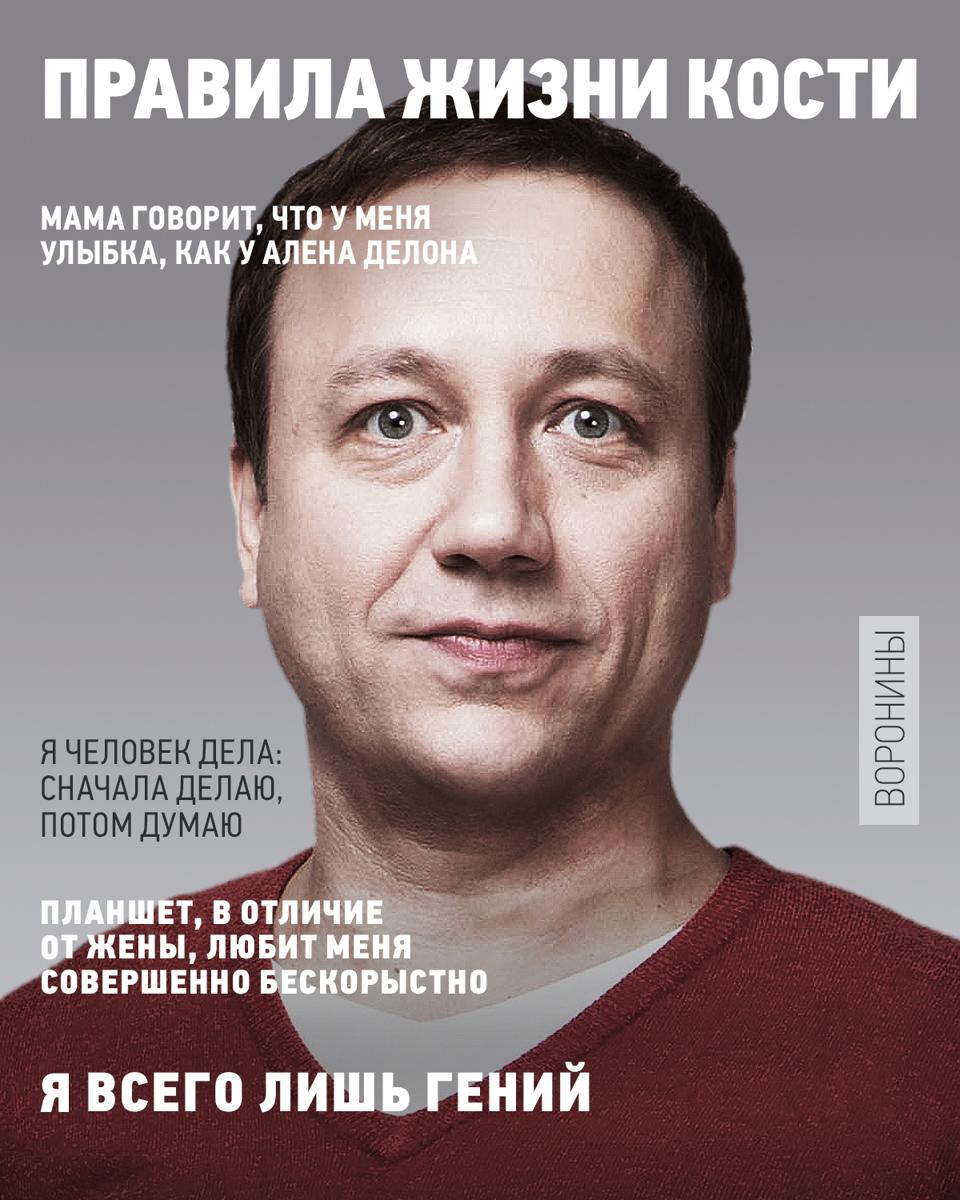 ПРАВИЛА ЖИЗНИ КОСТИ
МАМА ГОВОРИТ, ЧТО У МЕНЯ
УЛЫБКА, КАК У АЛЕНА ДЕЛОНА
ВОРОНИНЫ
Я ЧЕЛОВЕК ДЕЛА:
СНАЧАЛА ДЕЛАЮ,
ПОТОМ ДУМАЮ
ПЛАНШЕТ, В ОТЛИЧИЕ
ОТ ЖЕНЫ, ЛЮБИТ МЕНЯ
СОВЕРШЕННО БЕСКОРЫСТНО
Я ВСЕГО ЛИШЬ ГЕНИЙ